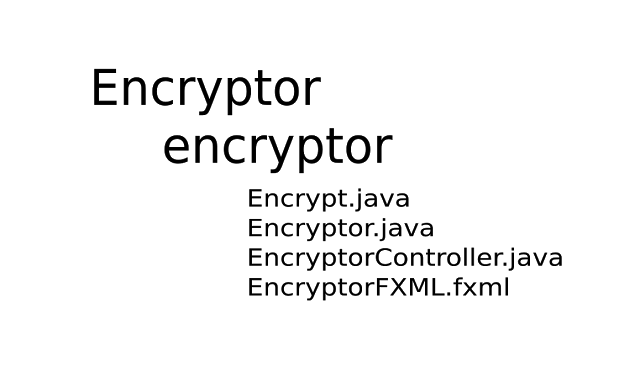 Encryptor
encryptor
Encrypt.java
Encryptor.java
EncryptorController.java
EncryptorFXML.fxml